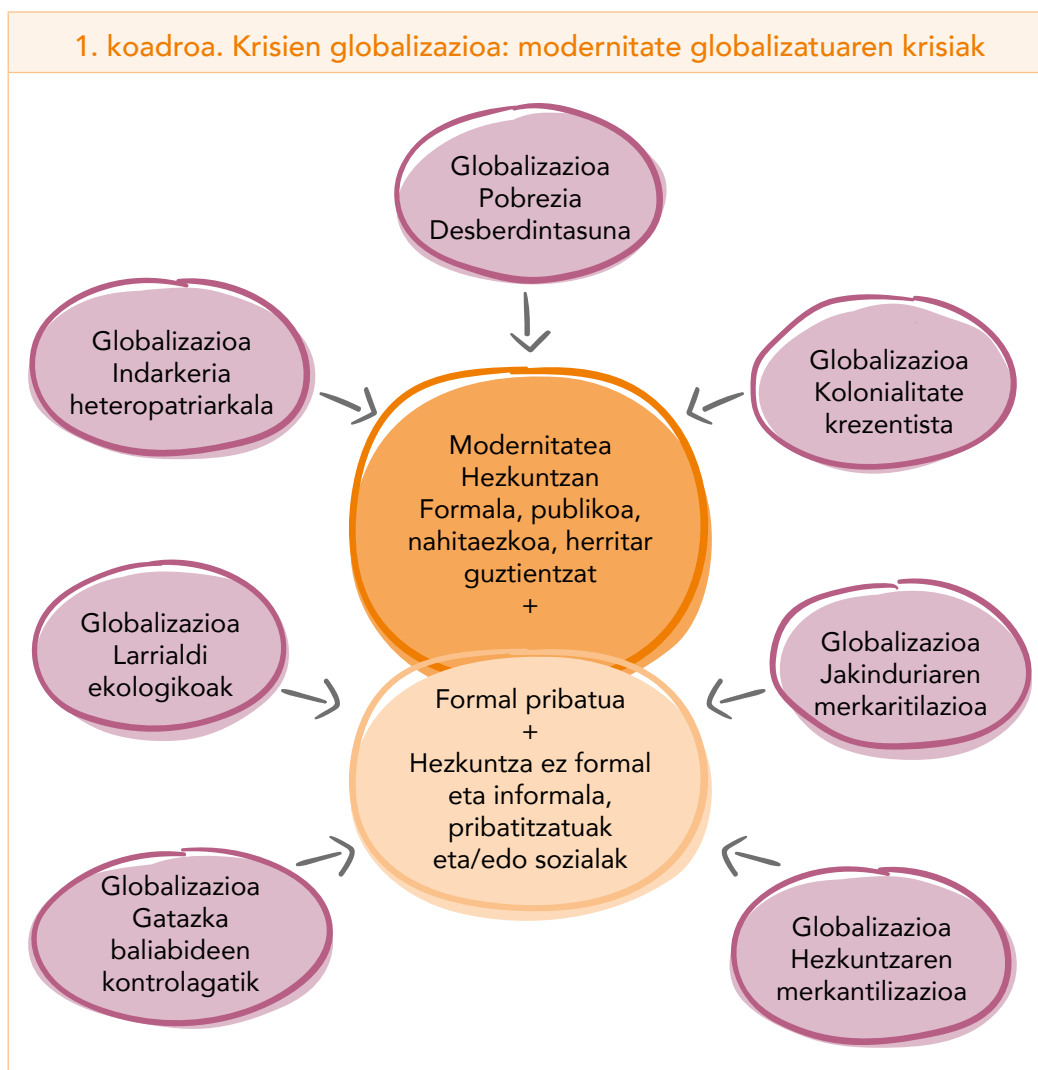 1. koadroa. Krisien globalizazioa: modernitate globalizatuaren krisiak
Globalizazioa
Pobrezia
Desberdintasuna
Globalizazioa
Indarkeria
heteropatriarkala
Globalizazioa
Kolonialitate
krezentista
Modernitatea
Hezkuntzan
Formala, publikoa,
nahitaezkoa, herritar
guztientzat
+
Globalizazioa
Larrialdi
ekologikoak
Globalizazioa
Jakinduriaren
merkaritilazioa
Formal pribatua
+
Hezkuntza ez formal
eta informala,
pribatitzatuak
eta/edo sozialak
Globalizazioa
Gatazka
baliabideen
kontrolagatik
Globalizazioa
Hezkuntzaren
merkantilizazioa